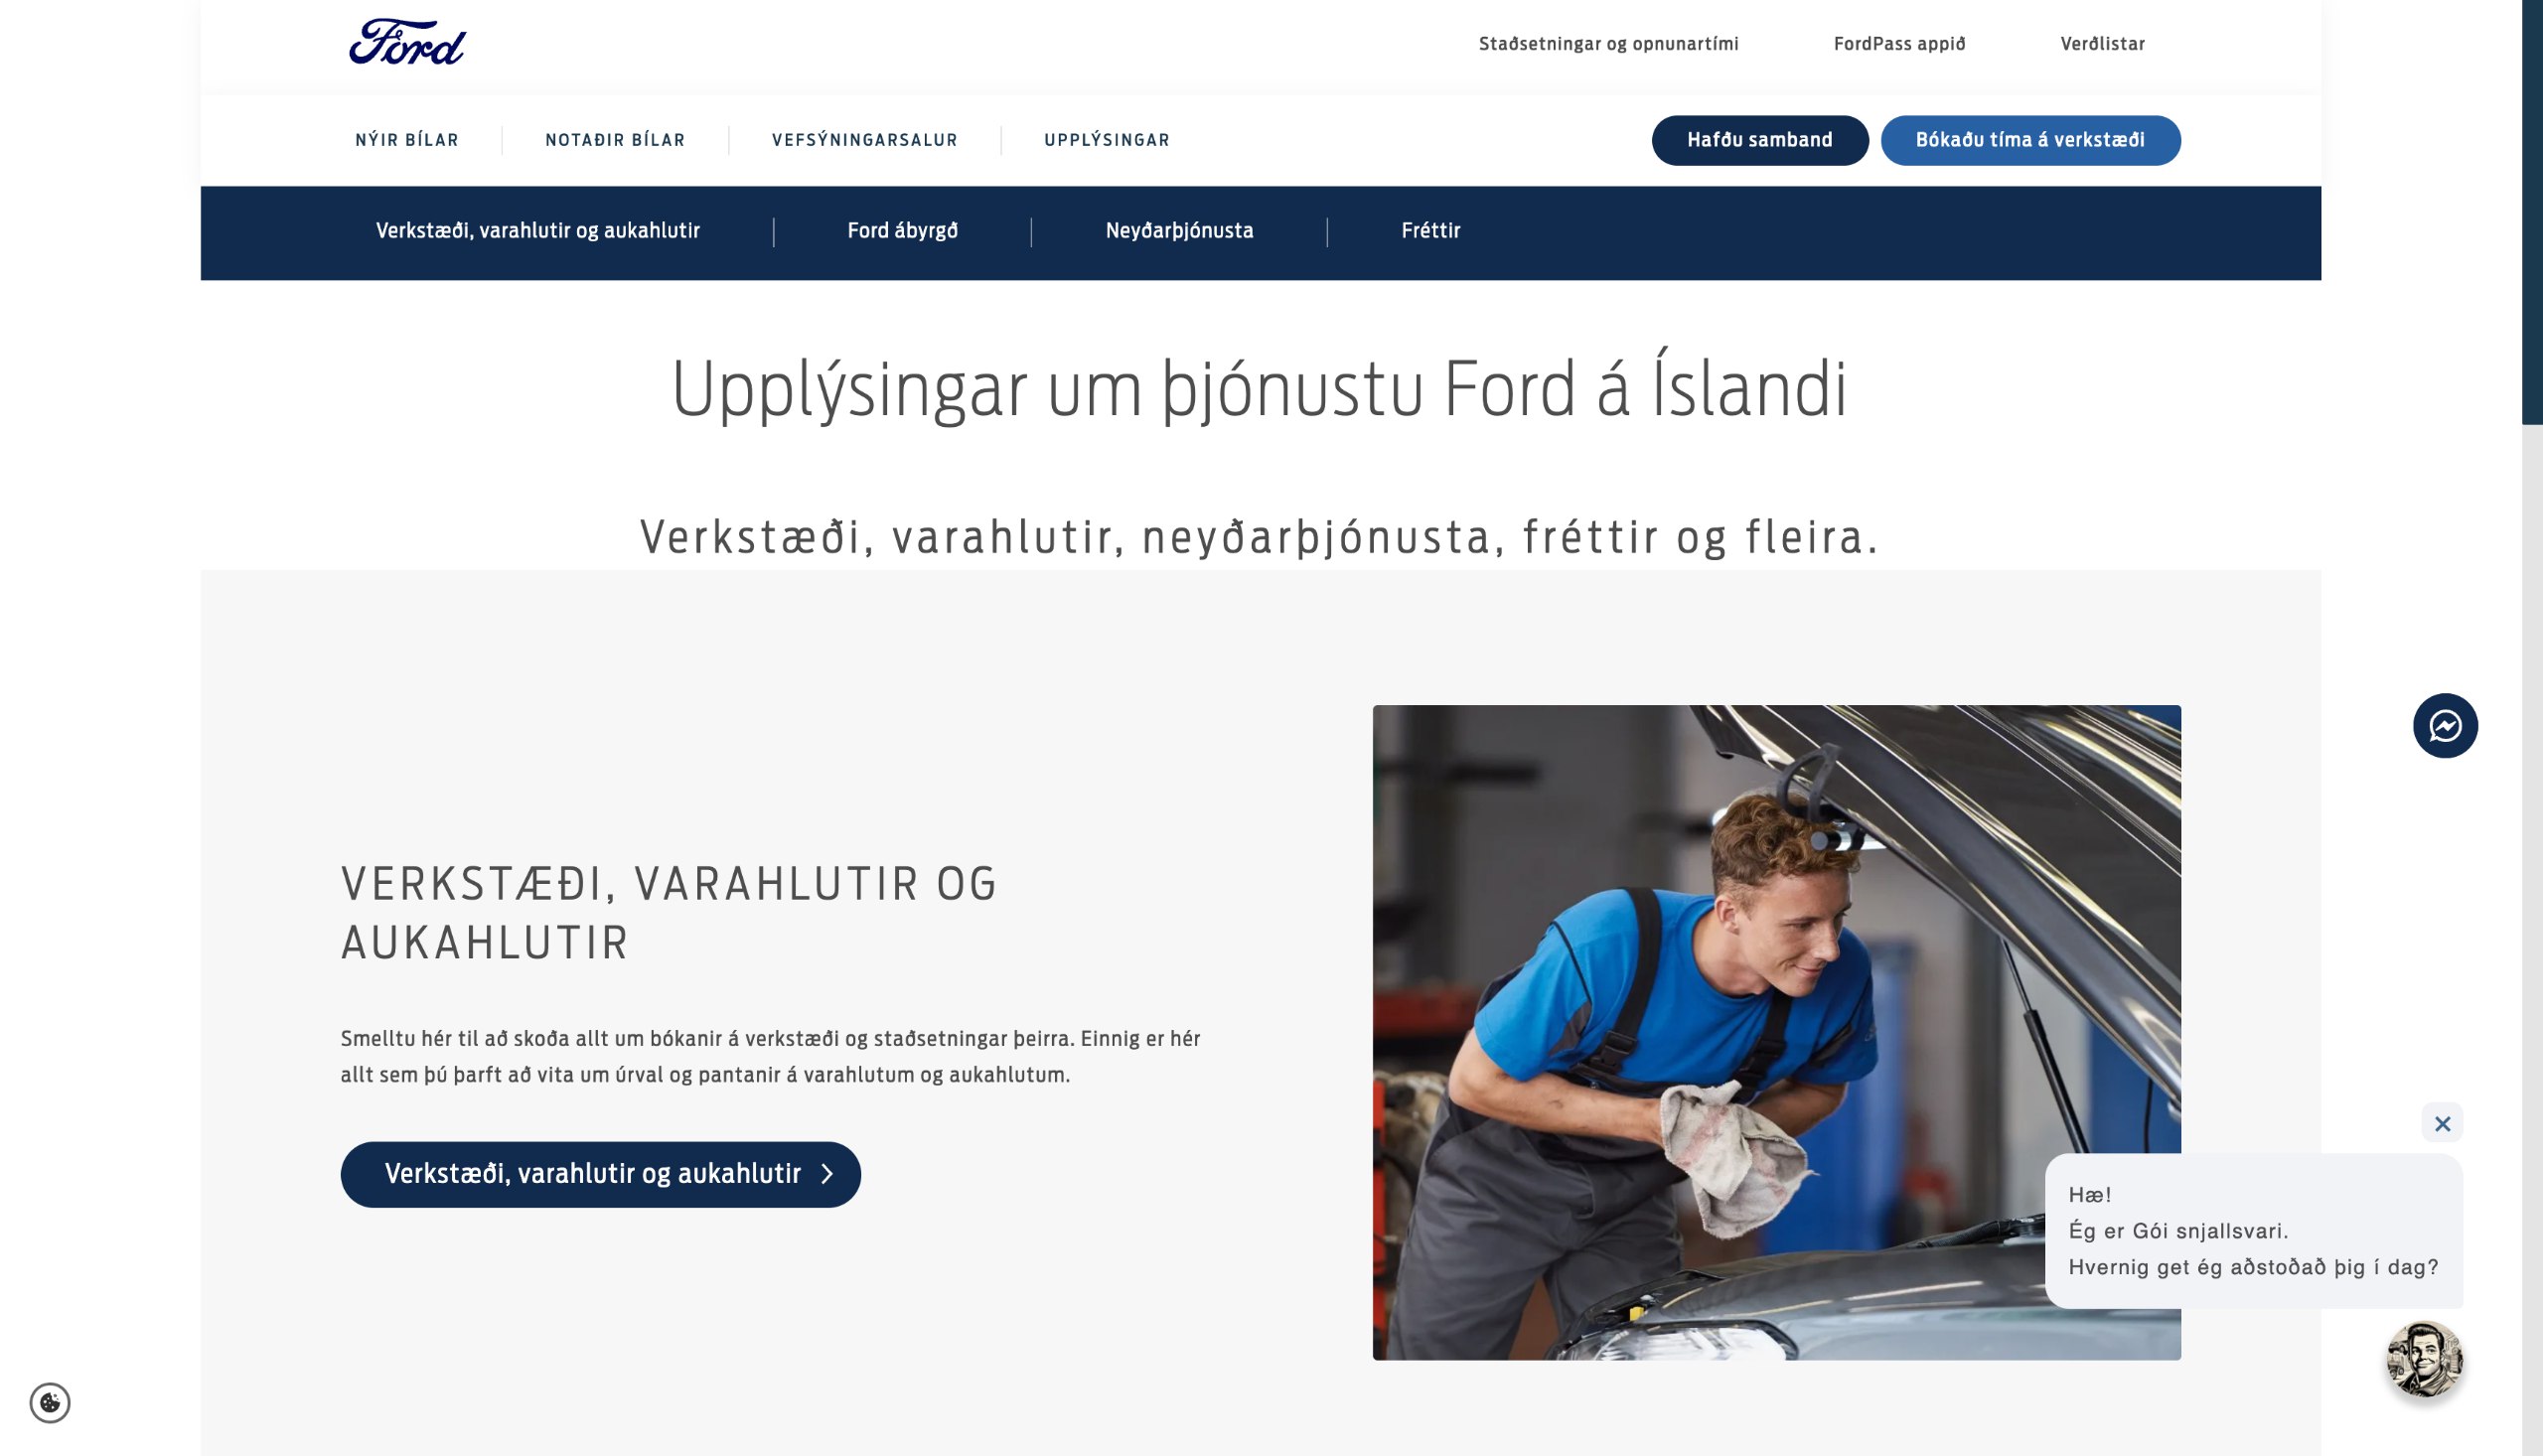 Ford
Staðsetningar og opnunartími
FordPass appið
Verðlistar
NÝIR BÍLAR
NOTAÐIR BÍLAR
VEFSÝNINGARSALUR
UPPLÝSINGAR
Hafðu samband
Bókaðu tíma á verkstæði
Verkstæði, varahlutir og aukahlutir
Ford ábyrgð
Neyðarþjónusta
Fréttir
Upplýsingar um þjónustu Ford á Íslandi
Verkstæði, varahlutir, neyðarþjónusta, fréttir og fleira.
VERKSTÆÐI, VARAHLUTIR OG
AUKAHLUTIR
Smelltu hér til að skoða allt um bókanir á verkstæði og staðsetningar þeirra. Einnig er hér
allt sem þú þarft að vita um úrval og pantanir á varahlutum og aukahlutum.
Verkstæði, varahlutir og aukahlutir
Hæ!
Ég er Gói snjallsvari.
Hvernig get ég aðstoðað þig í dag?